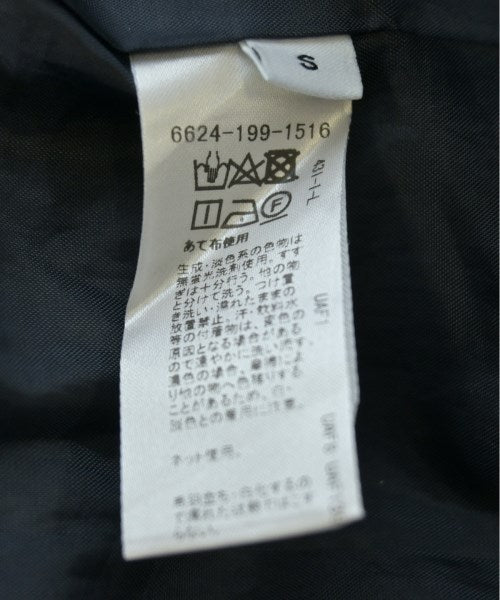 S
6624-199-1516
あて布使用
生成・淡色系の色物は
無蛍光洗剤使用。すす
ぎは十分行う。他の物
と分けて洗う。つけ置
き洗い・濡れたままの
放置禁止。汗・飲料水
等の付着物は、変色の
原因となる場合がある
ので速やかに洗い流す。
濃色の場合、摩擦によ
り他の物へ色移りする
ことがあるため、白、
淡色との着用にご注意。
ネット使用。
UAF1